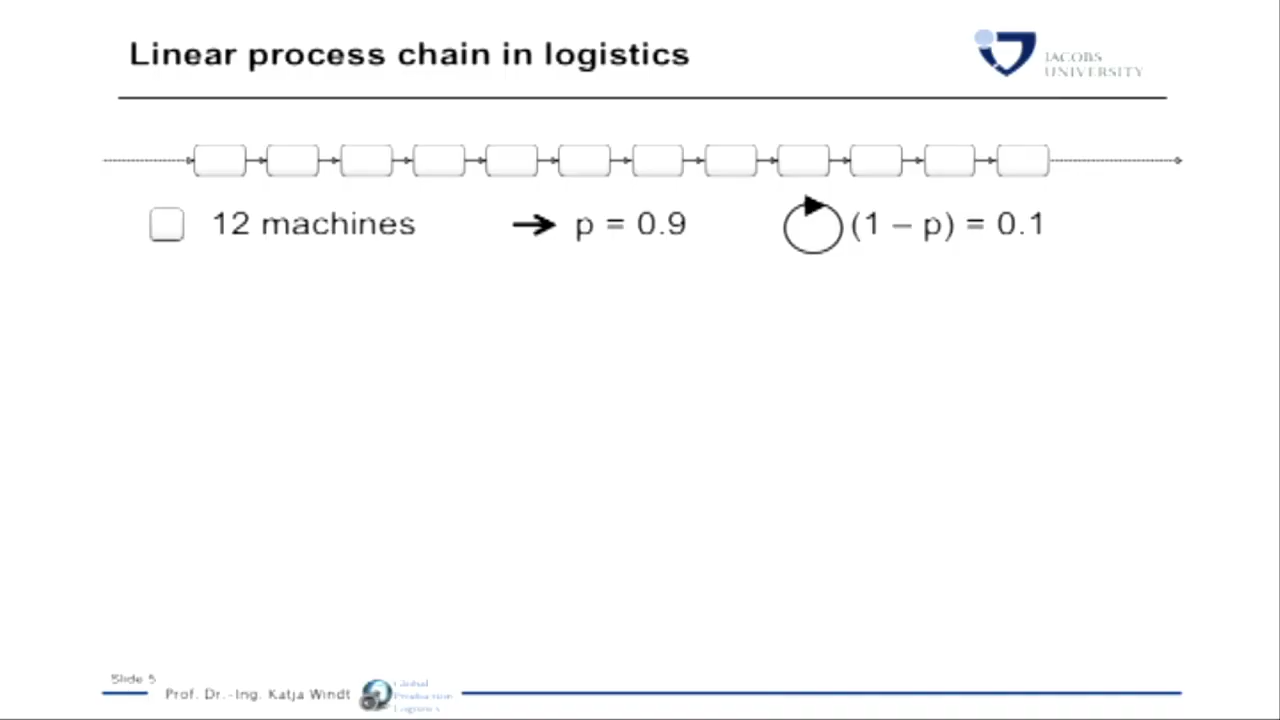 Linear process chain in logistics
JACOBS
UNIVERSITY
12 machines
p = 0.9
(1 – p) = 0.1
Slide 5
Prof. Dr.-Ing. Katja Windt
Global
Production
Logistics